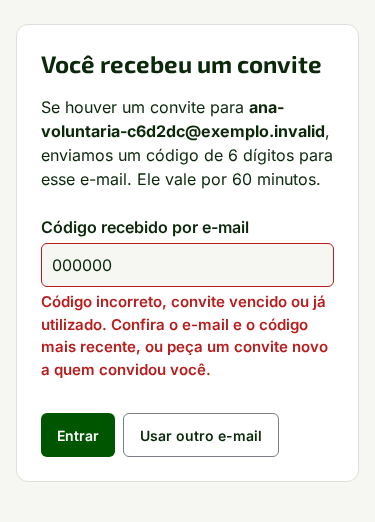 Você recebeu um convite
Se houver um convite para ana-
voluntaria-c6d2dc@exemplo.invalid,
enviamos um código de 6 dígitos para
esse e-mail. Ele vale por 60 minutos.
Código recebido por e-mail
000000
Código incorreto, convite vencido ou já
utilizado. Confira o e-mail e o código
mais recente, ou peça um convite novo
a quem convidou você.
Entrar
Usar outro e-mail